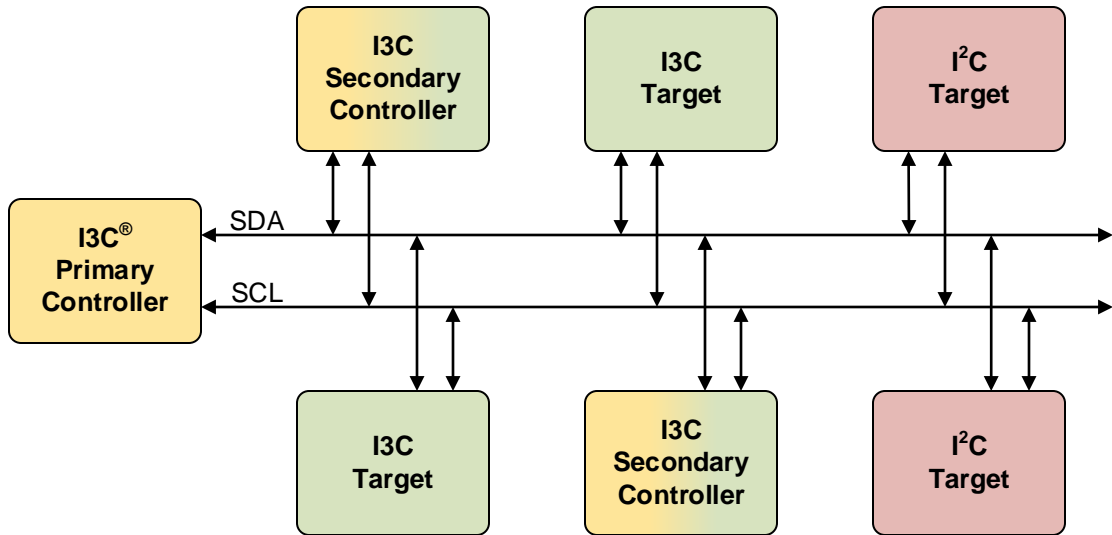 I3C
Secondary
Controller
I3C
Target
I²C
Target
I3C®
Primary
Controller
SDA
SCL
I3C
Target
I3C
Secondary
Controller
I²C
Target